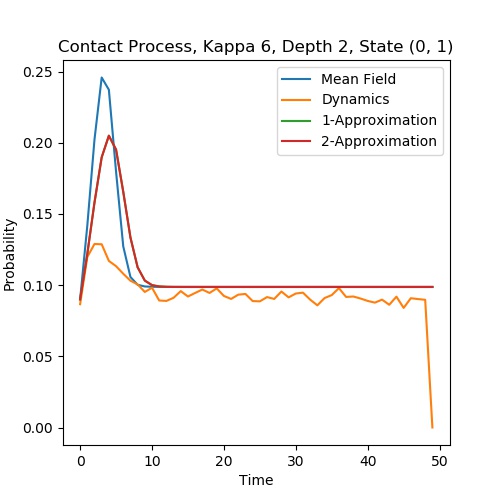 Contact Process, Kappa 6, Depth 2, State (0, 1)
0.25
0.20
0.15
0.10
0.05
0.00
Probability
Mean Field
Dynamics
1-Approximation
2-Approximation
0 10 20 30 40 50
Time